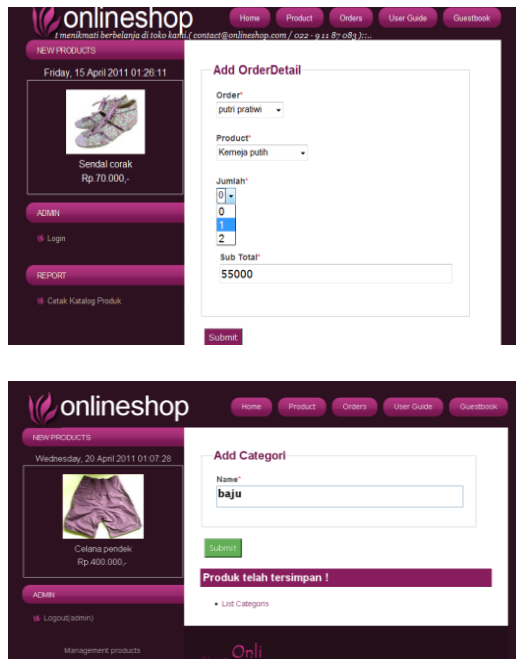 onlineshop
Home Product Orders User Guide Guestbook
t menikmati berbelanja di toko kami.( contact@onlineshop.com / 022 - 9 11 87 083 )::..
NEW PRODUCTS
Friday, 15 April 2011 01:26:11
Sendal corak
Rp.70.000,-
ADMIN
Login
REPORT
Cetak Katalog Produk
Add OrderDetail
Order*
putri pratiwi
Product*
Kemeja putih
Jumlah*
0
0
1
2
Sub Total*
55000
Submit
onlineshop
Home Product Orders User Guide Guestbook
NEW PRODUCTS
Wednesday, 20 April 2011 01:07:28
Celana pendek
Rp.400.000,-
ADMIN
Logout(admin)
Management products
Add Categori
Name*
baju
Submit
Produk telah tersimpan !
List Categoris
Onli